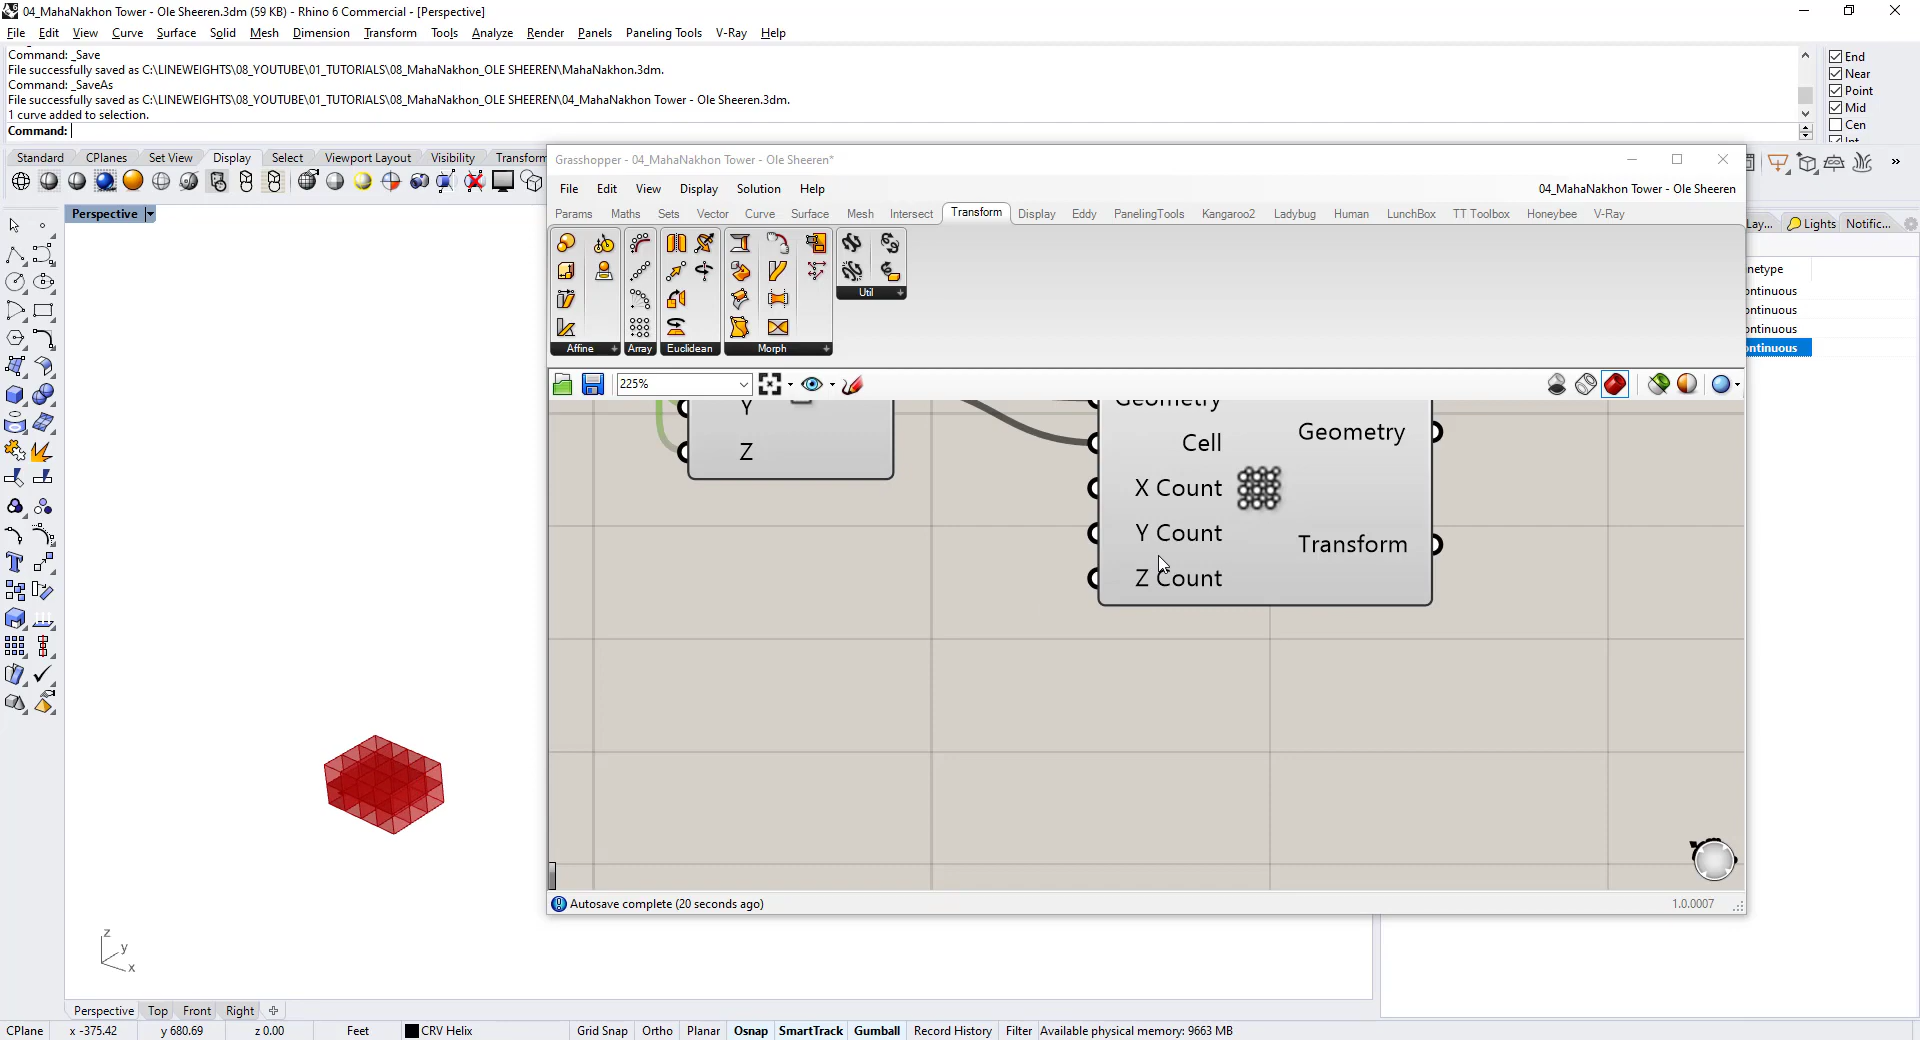 04_MahaNakhon Tower - Ole Sheeren.3dm (59 KB) - Rhino 6 Commercial - [Perspective]
File Edit View Curve Surface Solid Mesh Dimension Transform Tools Analyze Render Panels Paneling Tools V-Ray Help
Command: _Save
File successfully saved as C:\LINEWEIGHTS\08_YOUTUBE\01_TUTORIALS\08_MahaNakhon_OLE SHEEREN\MahaNakhon.3dm.
Command: _SaveAs
File successfully saved as C:\LINEWEIGHTS\08_YOUTUBE\01_TUTORIALS\08_MahaNakhon_OLE SHEEREN\04_MahaNakhon Tower - Ole Sheeren.3dm.
1 curve added to selection.
Command:
End
Near
Point
Mid
Cen
Int
Standard CPlanes Set View Display Select Viewport Layout Visibility Transform
Perspective
Grasshopper - 04_MahaNakhon Tower - Ole Sheeren*
File Edit View Display Solution Help
04_MahaNakhon Tower - Ole Sheeren
Params Maths Sets Vector Curve Surface Mesh Intersect Transform Display Eddy PanelingTools Kangaroo2 Ladybug Human LunchBox TT Toolbox Honeybee V-Ray
Affine Array Euclidean Morph Util
225%
Y
Z
Geometry
Cell
X Count
Y Count
Z Count
Geometry
Transform
Autosave complete (20 seconds ago)
1.0.0007
Lay... Lights Notific...
netype
ontinuous
ontinuous
ontinuous
ontinuous
z
y
x
Perspective Top Front Right
CPlane x -375.42 y 680.69 z 0.00 Feet CRV Helix Grid Snap Ortho Planar Osnap SmartTrack Gumball Record History Filter Available physical memory: 9663 MB